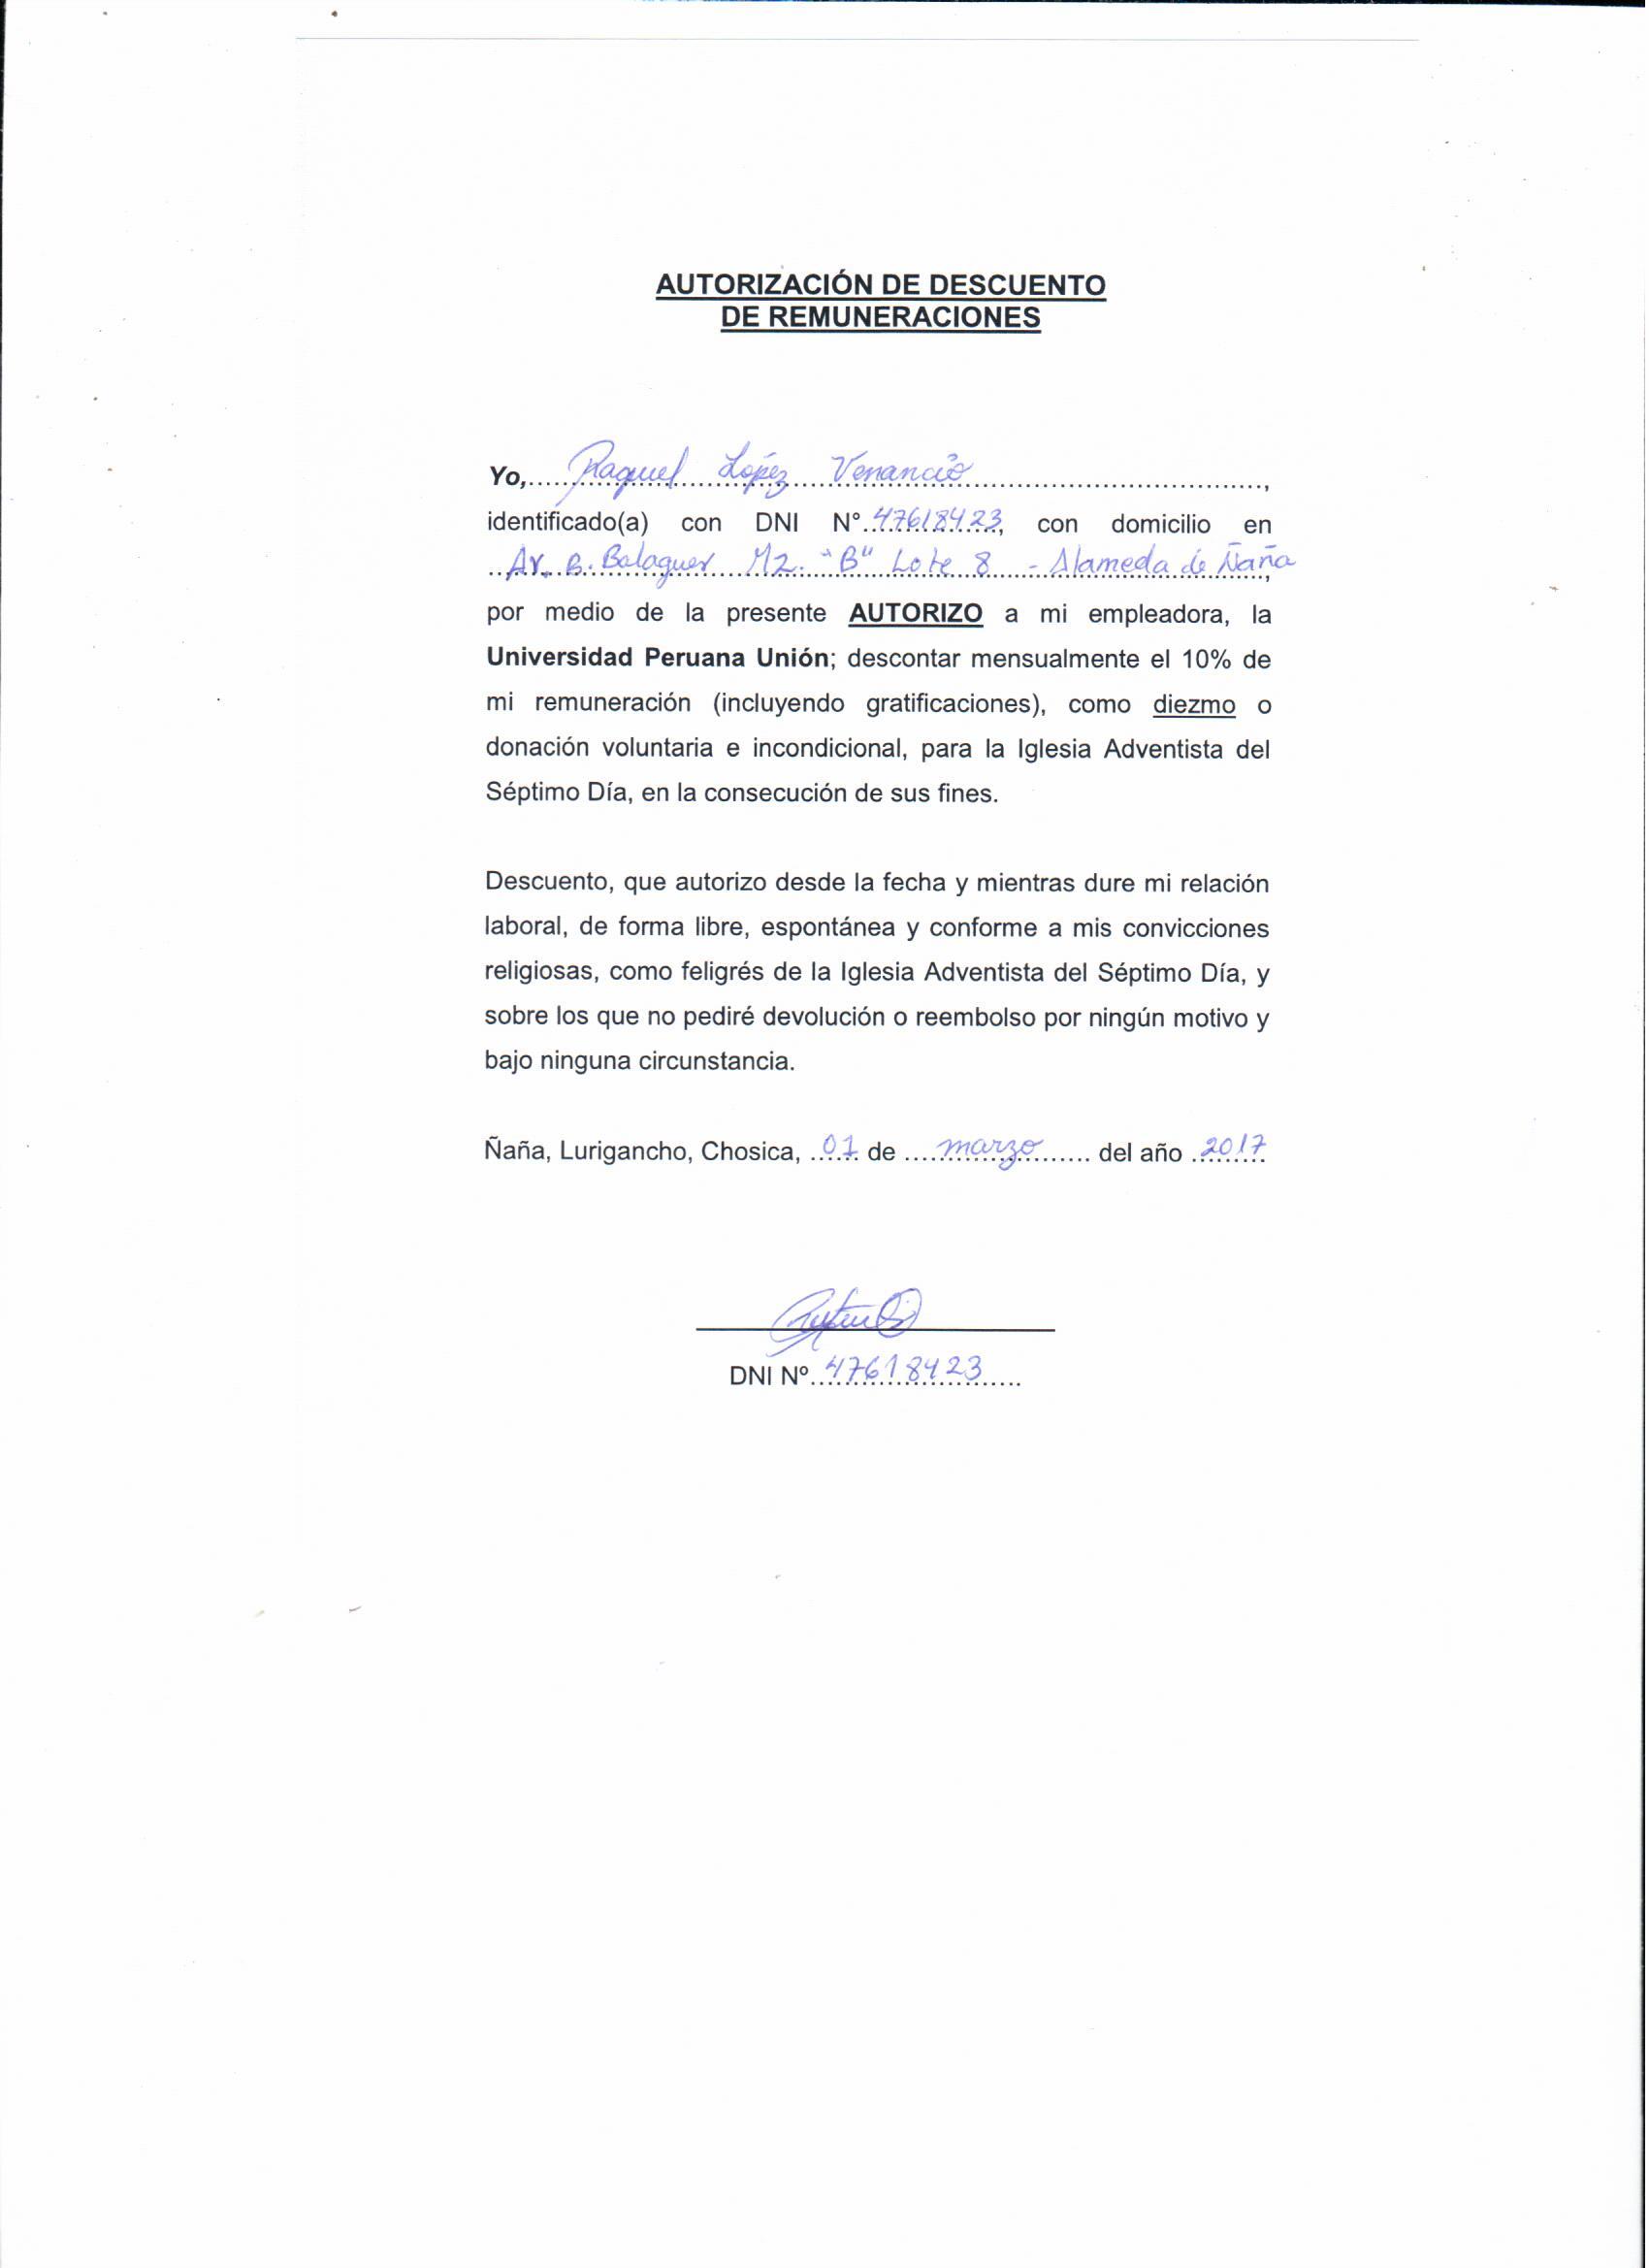 AUTORIZACIÓN DE DESCUENTO
DE REMUNERACIONES
Yo, Raquel López Venancio,
identificado(a) con DNI N° 47618423, con domicilio en
Av. B. Balaguer Mz. "B" Lote 8 - Alameda de Ñaña,
por medio de la presente AUTORIZO a mi empleadora, la
Universidad Peruana Unión; descontar mensualmente el 10% de
mi remuneración (incluyendo gratificaciones), como diezmo o
donación voluntaria e incondicional, para la Iglesia Adventista del
Séptimo Día, en la consecución de sus fines.
Descuento, que autorizo desde la fecha y mientras dure mi relación
laboral, de forma libre, espontánea y conforme a mis convicciones
religiosas, como feligrés de la Iglesia Adventista del Séptimo Día, y
sobre los que no pediré devolución o reembolso por ningún motivo y
bajo ninguna circunstancia.
Ñaña, Lurigancho, Chosica, 01 de marzo del año 2017
DNI Nº 47618423